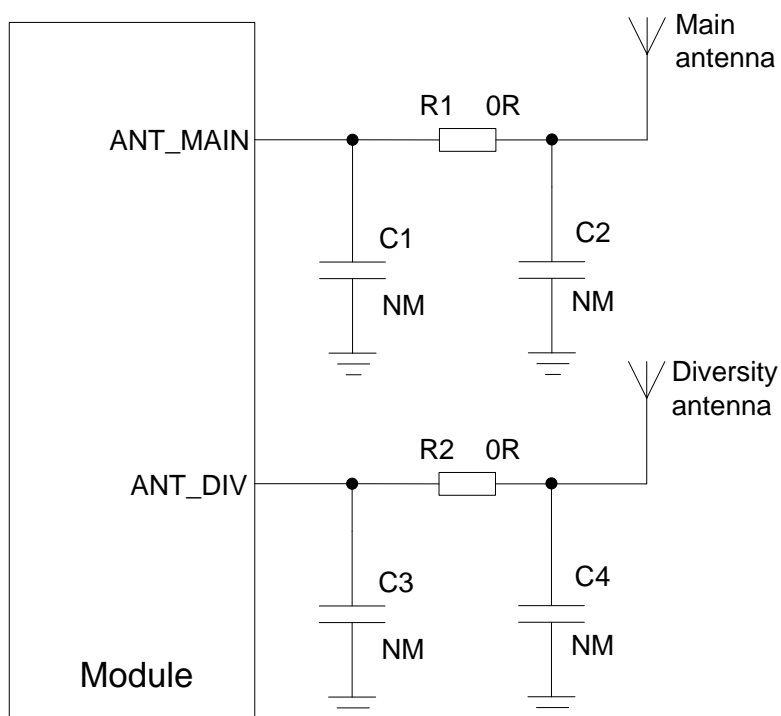 Main
antenna
R1 0R
ANT_MAIN
C1
C2
NM
NM
Diversity
antenna
R2 0R
ANT_DIV
C3
C4
NM
NM
Module